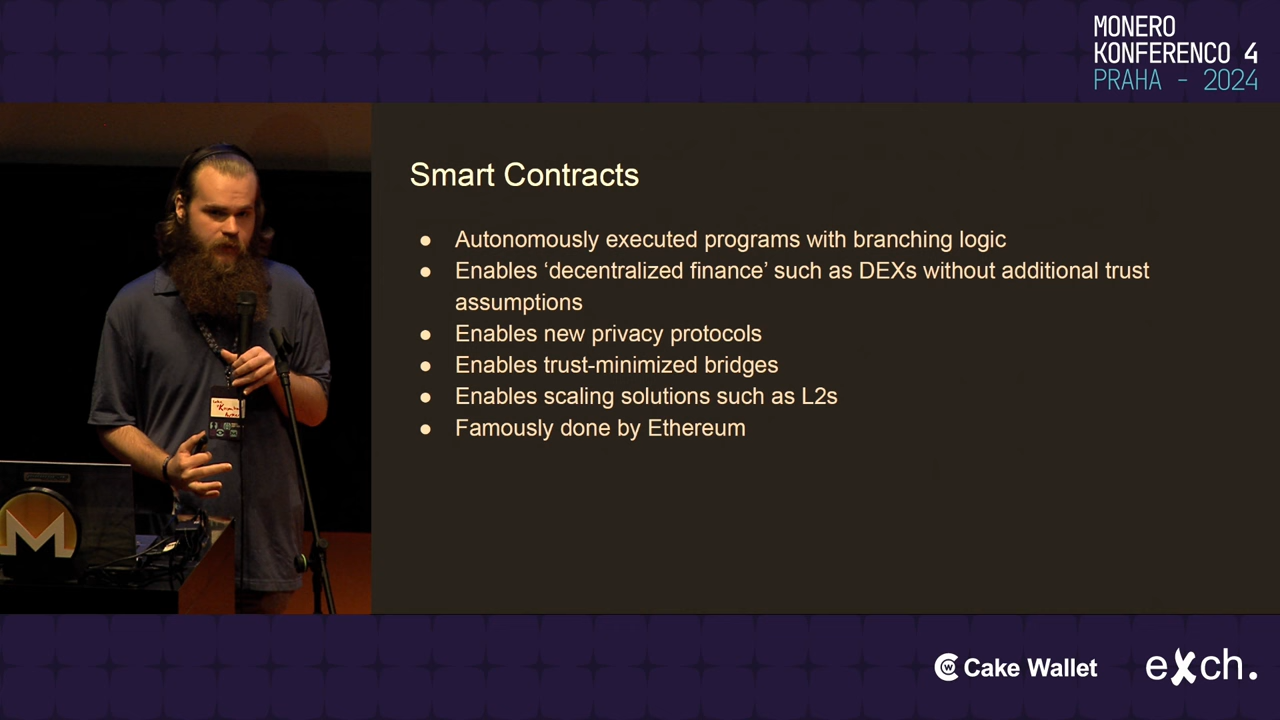 MONERO
KONFERENCO 4
PRAHA - 2024
Smart Contracts
● Autonomously executed programs with branching logic
● Enables ‘decentralized finance’ such as DEXs without additional trust
assumptions
● Enables new privacy protocols
● Enables trust-minimized bridges
● Enables scaling solutions such as L2s
● Famously done by Ethereum
Cake Wallet
exch.